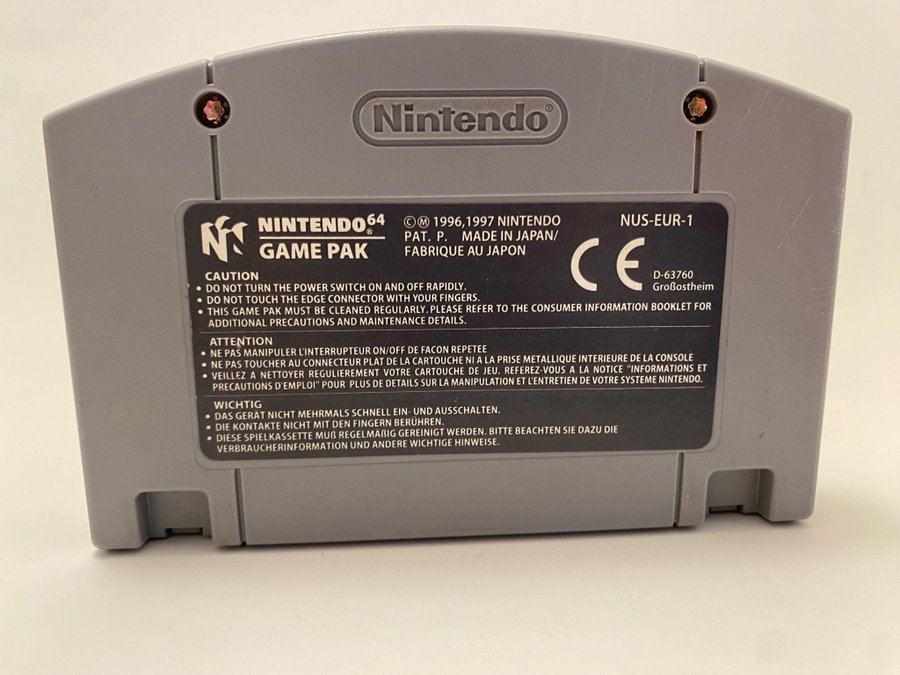 Nintendo®
NINTENDO⁶⁴®
GAME PAK
ⒸⓂ 1996,1997 NINTENDO
PAT. P. MADE IN JAPAN/
FABRIQUE AU JAPON
NUS-EUR-1
CE
D-63760
Großostheim
CAUTION
• DO NOT TURN THE POWER SWITCH ON AND OFF RAPIDLY.
• DO NOT TOUCH THE EDGE CONNECTOR WITH YOUR FINGERS.
• THIS GAME PAK MUST BE CLEANED REGULARLY. PLEASE REFER TO THE CONSUMER INFORMATION BOOKLET FOR
ADDITIONAL PRECAUTIONS AND MAINTENANCE DETAILS.
ATTENTION
• NE PAS MANIPULER L'INTERRUPTEUR ON/OFF DE FACON REPETEE
• NE PAS TOUCHER AU CONNECTEUR PLAT DE LA CARTOUCHE NI A LA PRISE METALLIQUE INTERIEURE DE LA CONSOLE
• VEILLEZ A NETTOYER REGULIEREMENT VOTRE CARTOUCHE DE JEU. REFEREZ-VOUS A LA NOTICE "INFORMATIONS ET
PRECAUTIONS D'EMPLOI" POUR PLUS DE DETAILS SUR LA MANIPULATION ET L'ENTRETIEN DE VOTRE SYSTEME NINTENDO.
WICHTIG
• DAS GERÄT NICHT MEHRMALS SCHNELL EIN- UND AUSSCHALTEN.
• DIE KONTAKTE NICHT MIT DEN FINGERN BERÜHREN.
• DIESE SPIELKASSETTE MUß REGELMÄßIG GEREINIGT WERDEN. BITTE BEACHTEN SIE DAZU DIE
VERBRAUCHERINFORMATION UND ANDERE WICHTIGE HINWEISE.